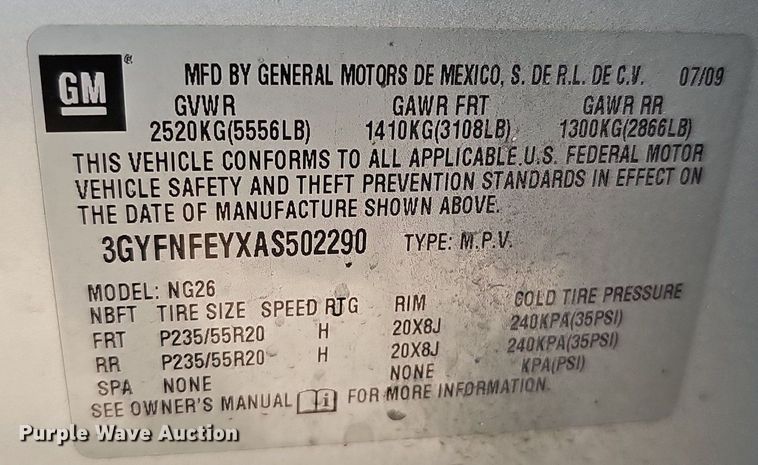 GM®
MFD BY GENERAL MOTORS DE MEXICO, S. DE R.L. DE C.V. 07/09
GVWR GAWR FRT GAWR RR
2520KG(5556LB) 1410KG(3108LB) 1300KG(2866LB)
THIS VEHICLE CONFORMS TO ALL APPLICABLE U.S. FEDERAL MOTOR
VEHICLE SAFETY AND THEFT PREVENTION STANDARDS IN EFFECT ON
THE DATE OF MANUFACTURE SHOWN ABOVE.
3GYFNFEYXAS502290 TYPE: M.P.V.
MODEL: NG26
NBFT TIRE SIZE SPEED RTG RIM COLD TIRE PRESSURE
FRT P235/55R20 H 20X8J 240KPA(35PSI)
RR P235/55R20 H 20X8J 240KPA(35PSI)
SPA NONE NONE KPA(PSI)
SEE OWNER'S MANUAL i FOR MORE INFORMATION.
Purple Wave Auction